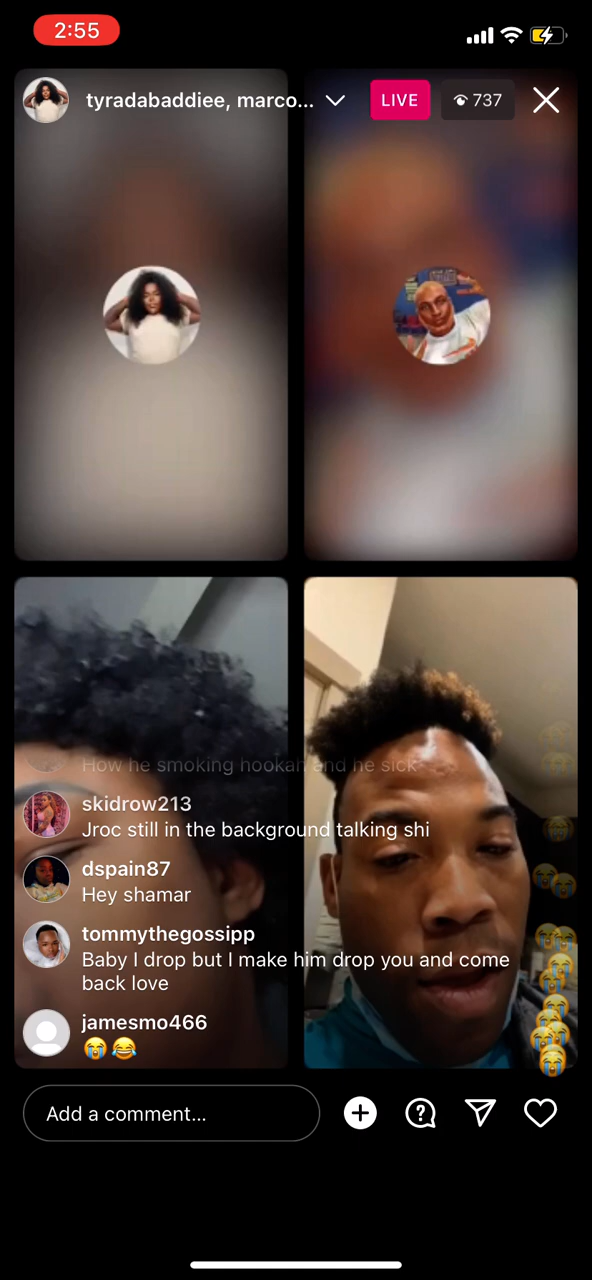 2:55
tyradabaddiee, marco...
LIVE
737
How he smoking hookah and he sick
skidrow213
Jroc still in the background talking shi
dspain87
Hey shamar
tommythegossipp
Baby I drop but I make him drop you and come
back love
jamesmo466
😭😂
Add a comment...